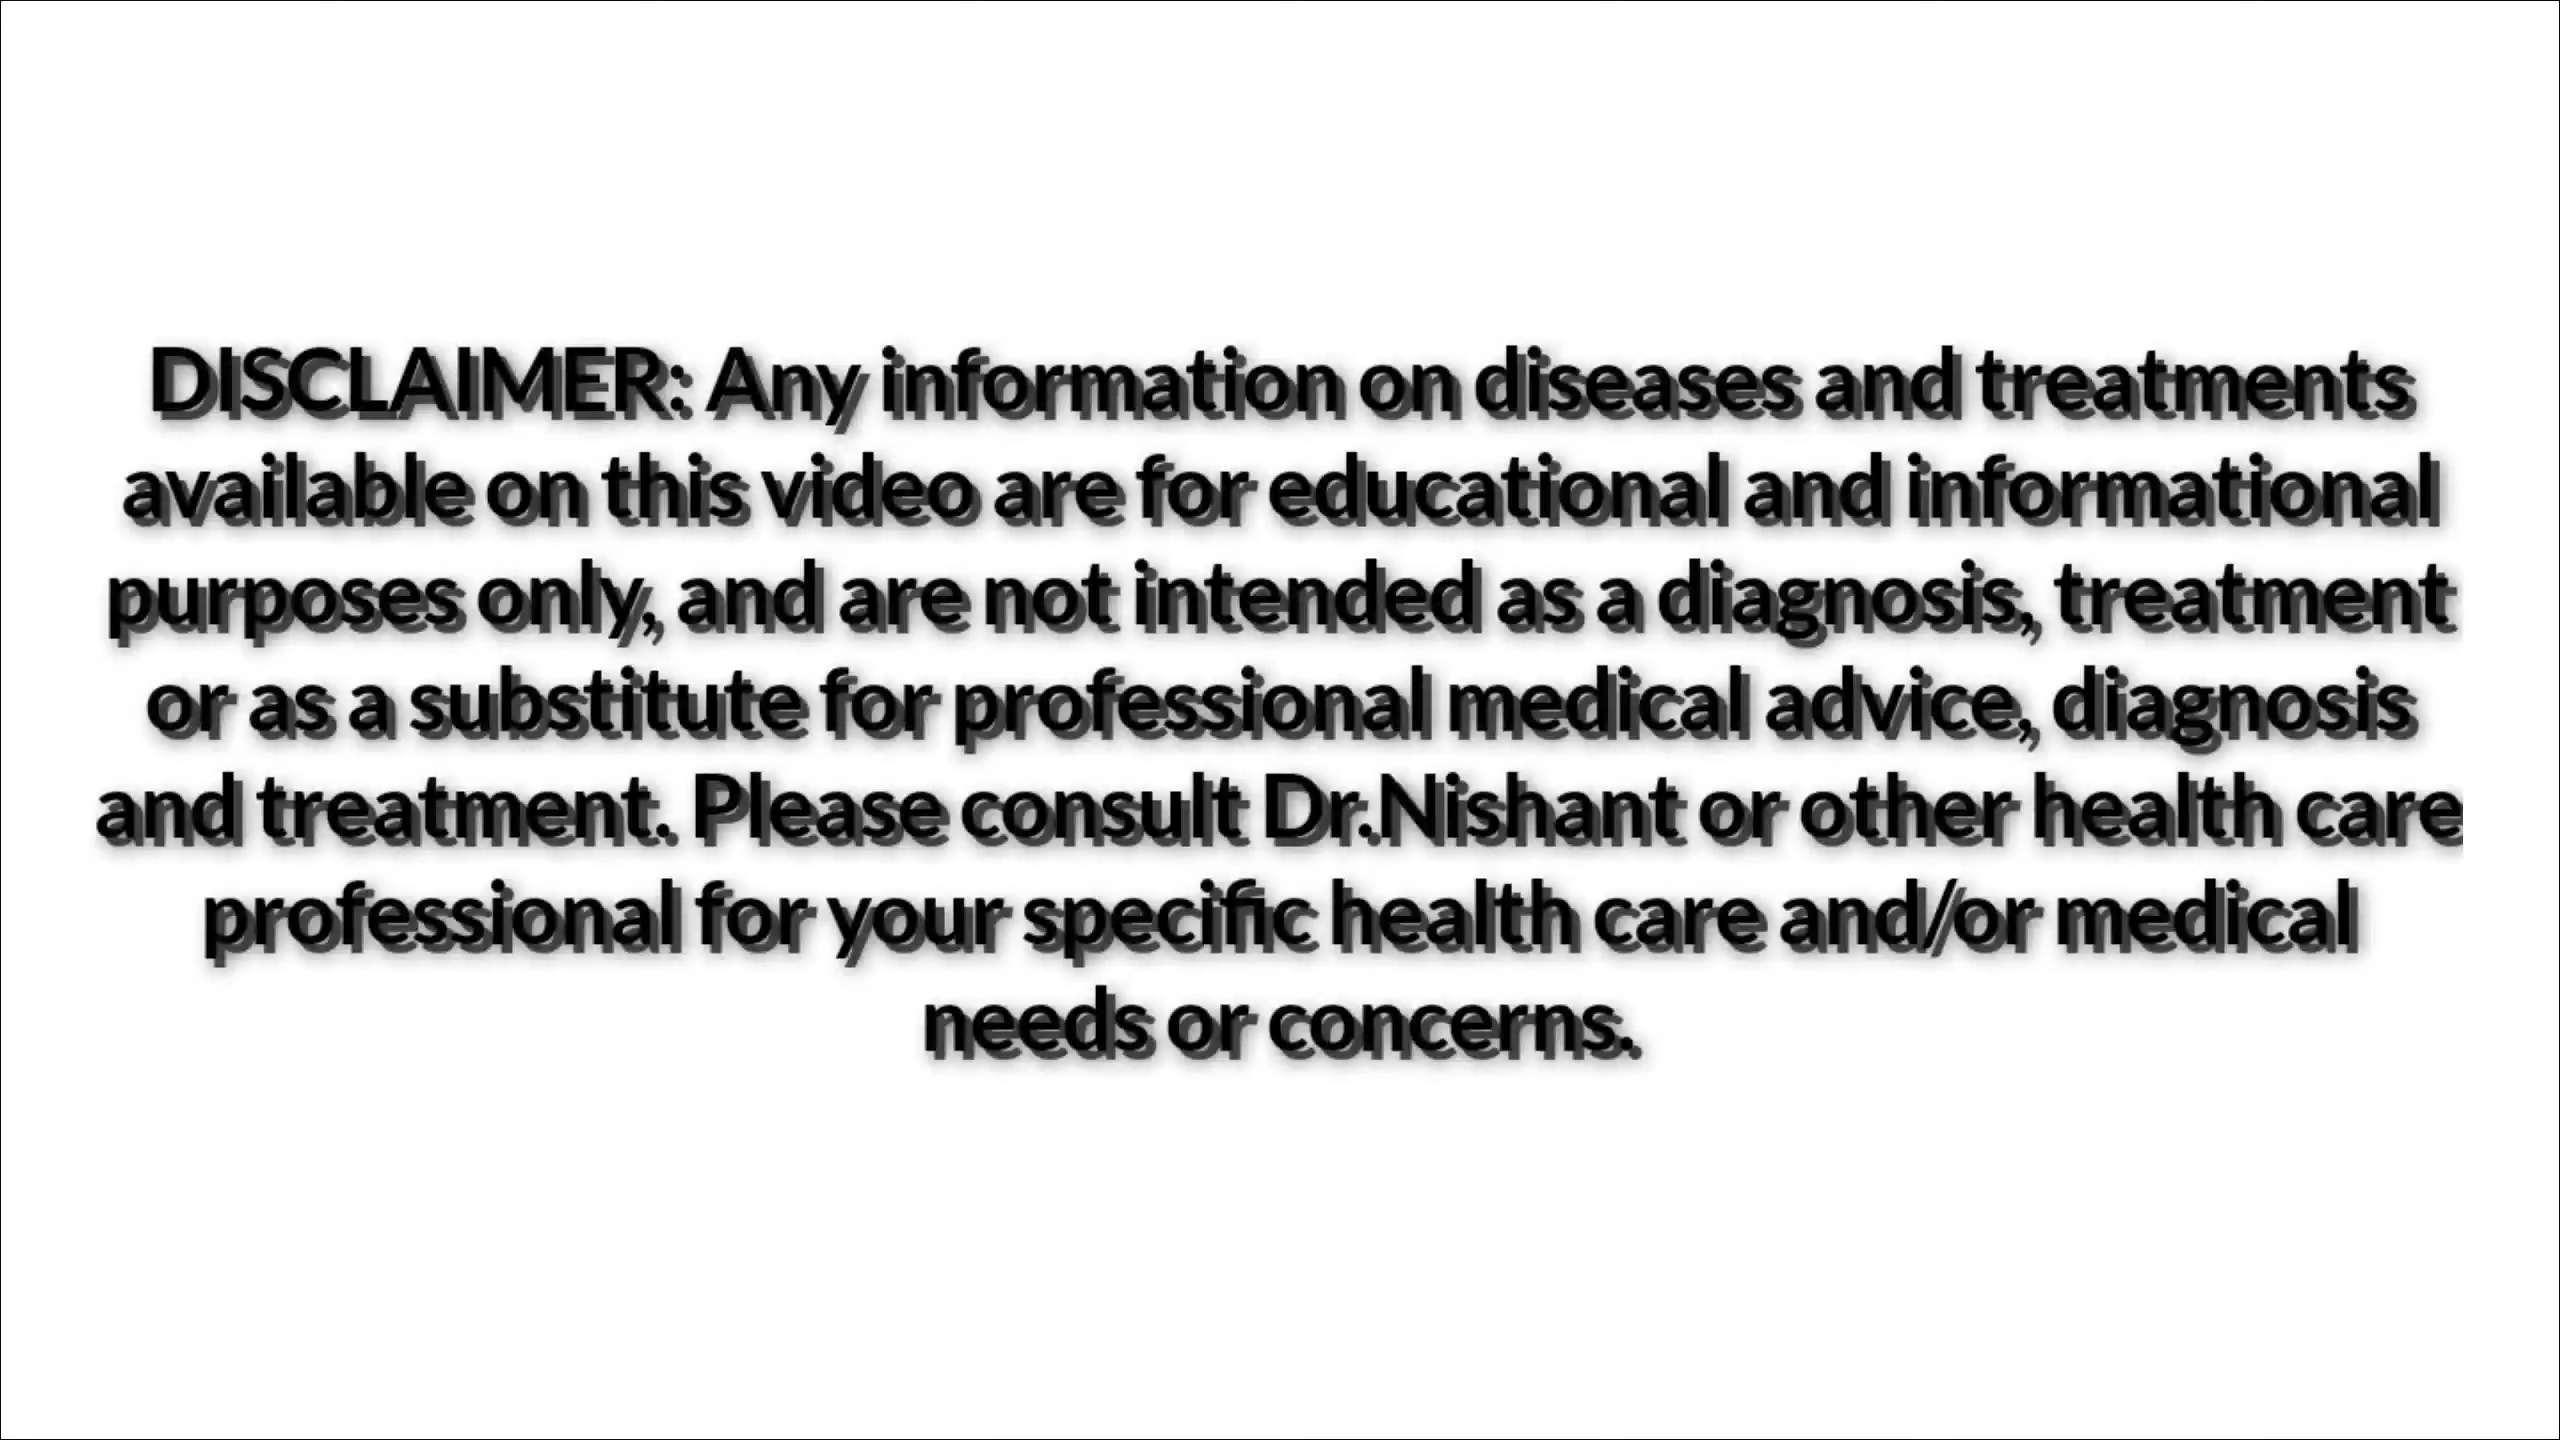 DISCLAIMER: Any information on diseases and treatments
available on this video are for educational and informational
purposes only, and are not intended as a diagnosis, treatment
or as a substitute for professional medical advice, diagnosis
and treatment. Please consult Dr.Nishant or other health care
professional for your specific health care and/or medical
needs or concerns.